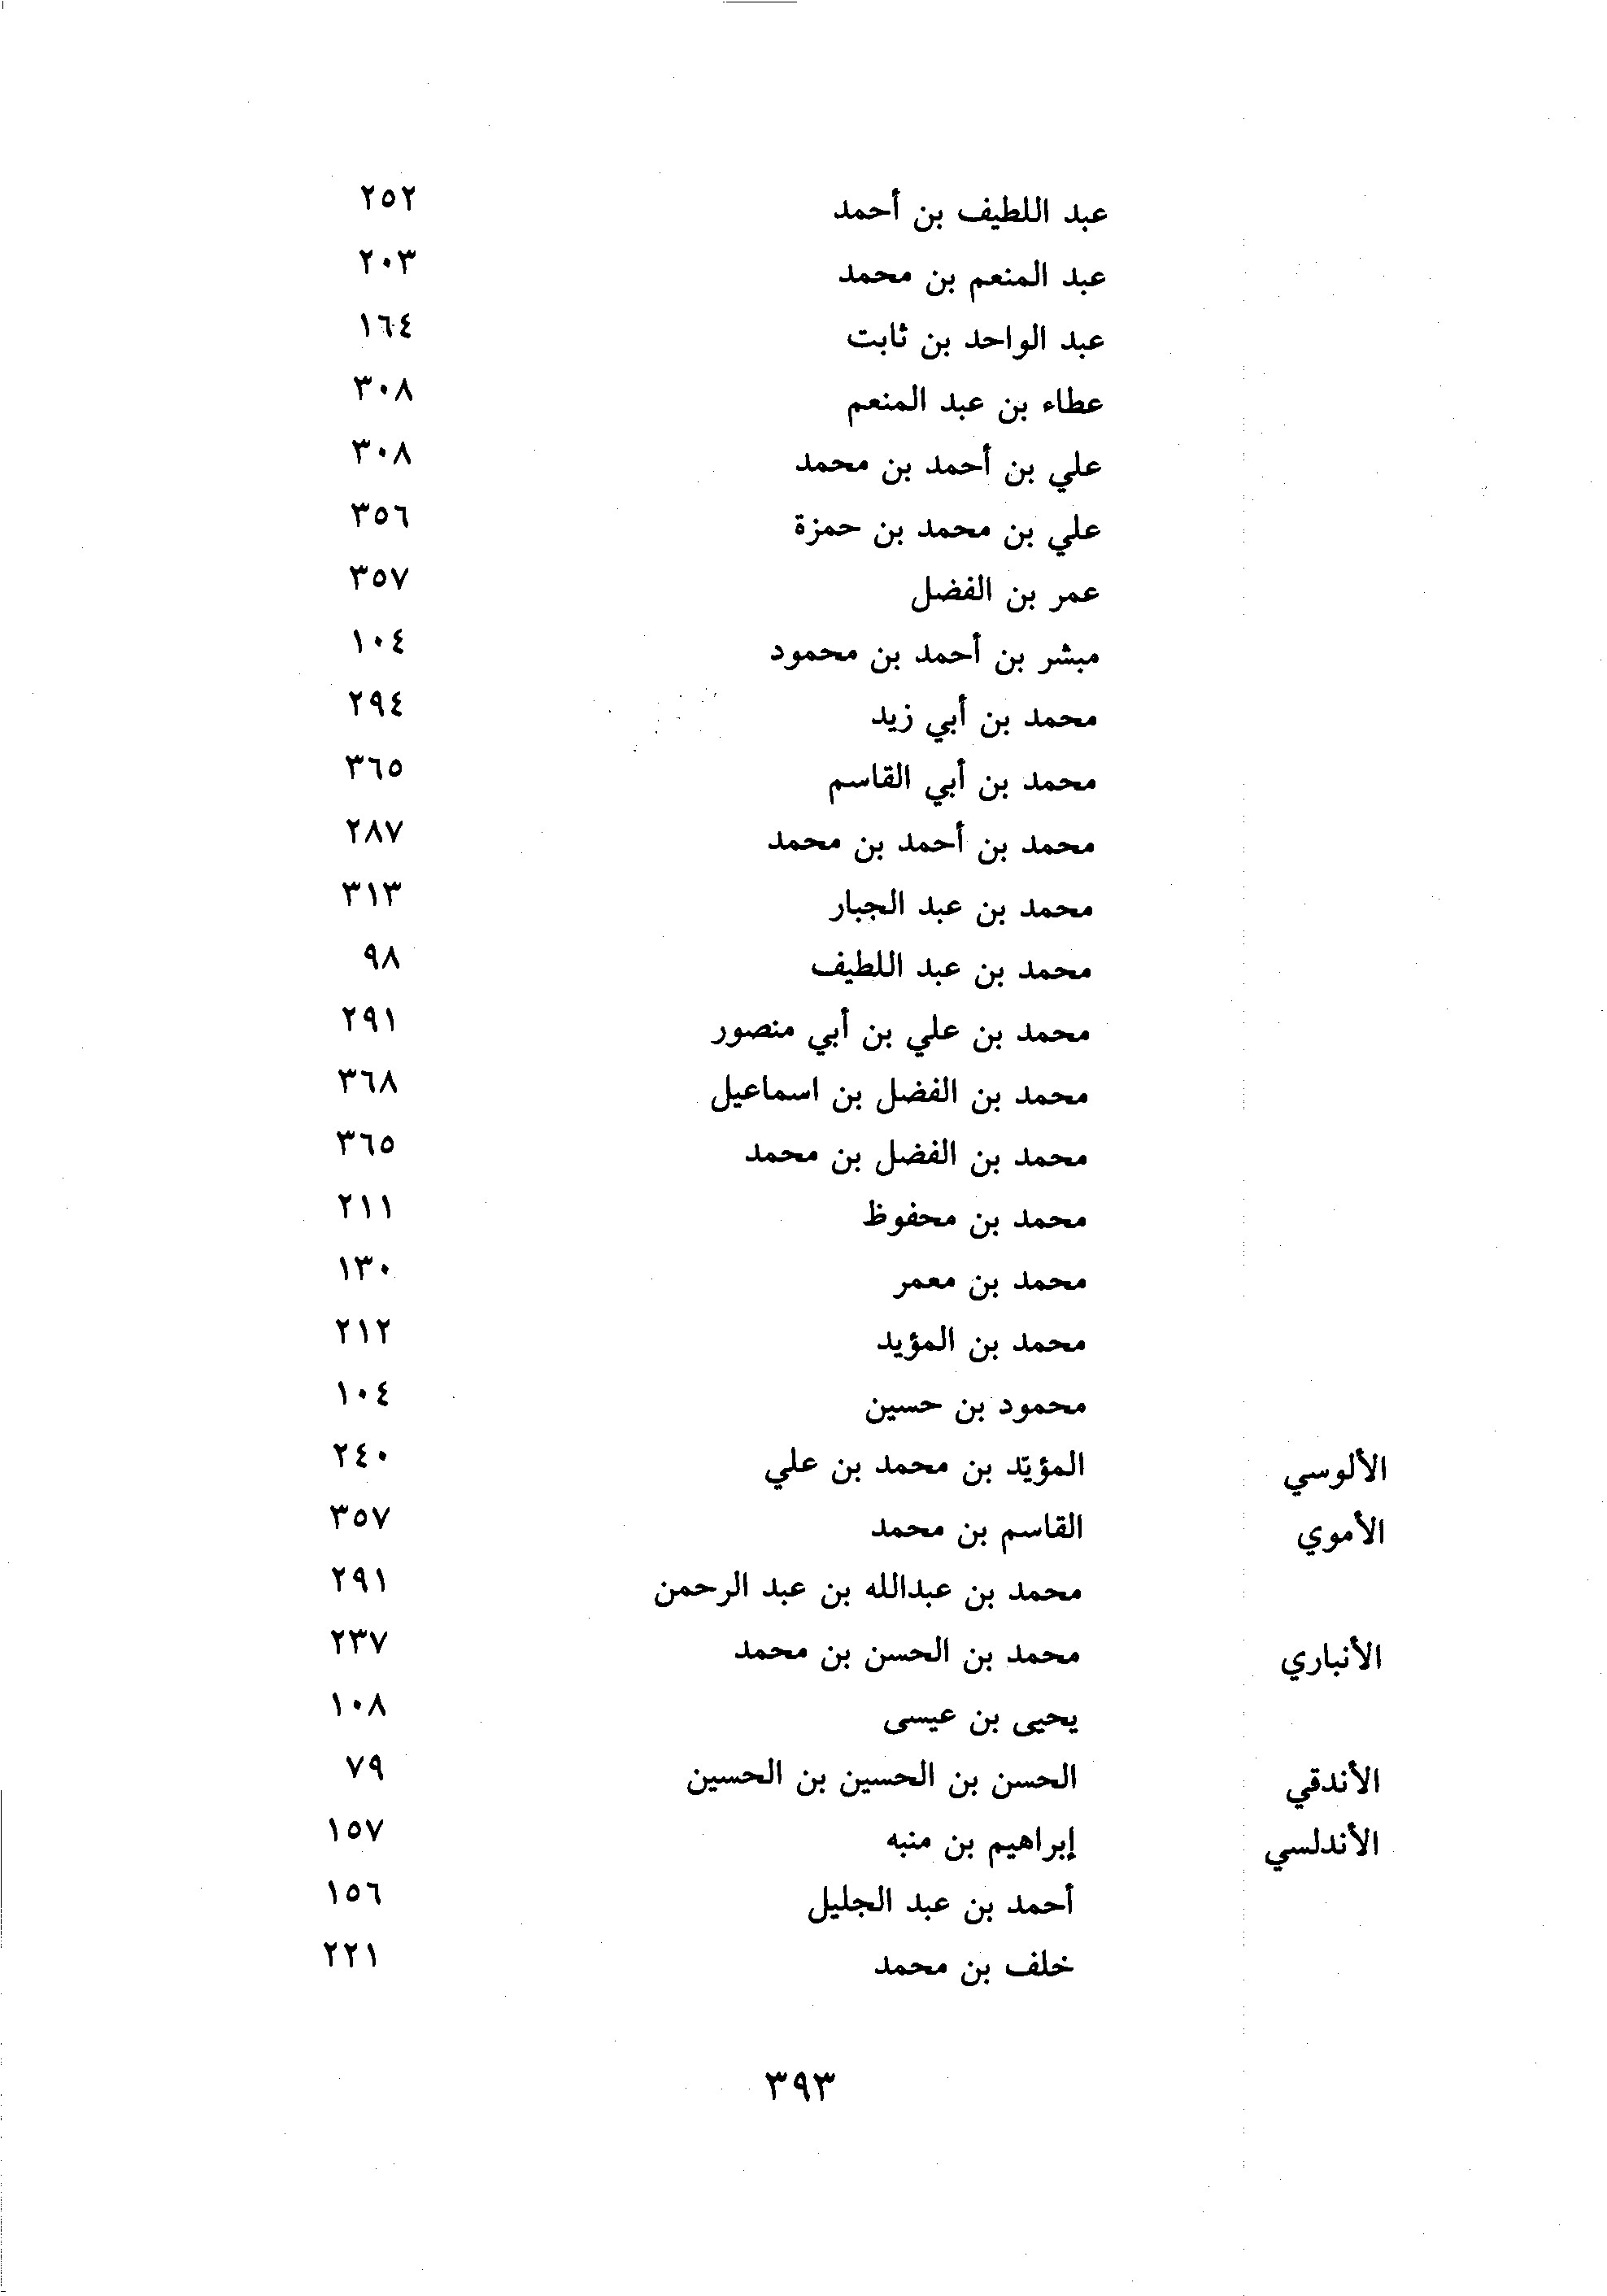 عبد اللطيف بن أحمد ٢٥٢
عبد المنعم بن محمد ٢٠٣
عبد الواحد بن ثابت ١٦٤
عطاء بن عبد المنعم ٣٠٨
علي بن أحمد بن محمد ٣٠٨
علي بن محمد بن حمزة ٣٥٦
عمر بن الفضل ٣٥٧
مبشر بن أحمد بن محمود ١٠٤
محمد بن أبي زيد ٢٩٤
محمد بن أبي القاسم ٣٦٥
محمد بن أحمد بن محمد ٢٨٧
محمد بن عبد الجبار ٣١٣
محمد بن عبد اللطيف ٩٨
محمد بن علي بن أبي منصور ٢٩١
محمد بن الفضل بن اسماعيل ٣٦٨
محمد بن الفضل بن محمد ٣٦٥
محمد بن محفوظ ٢١١
محمد بن معمر ١٣٠
محمد بن المؤيد ٢١٢
محمود بن حسين ١٠٤
الألوسي المؤيّد بن محمد بن علي ٢٤٠
الأموي القاسم بن محمد ٣٥٧
محمد بن عبدالله بن عبد الرحمن ٢٩١
الأنباري محمد بن الحسن بن محمد ٢٣٧
يحيى بن عيسى ١٠٨
الأندقي الحسن بن الحسين بن الحسين ٧٩
الأندلسي إبراهيم بن منبه ١٥٧
أحمد بن عبد الجليل ١٥٦
خلف بن محمد ٢٢١
٣٩٣